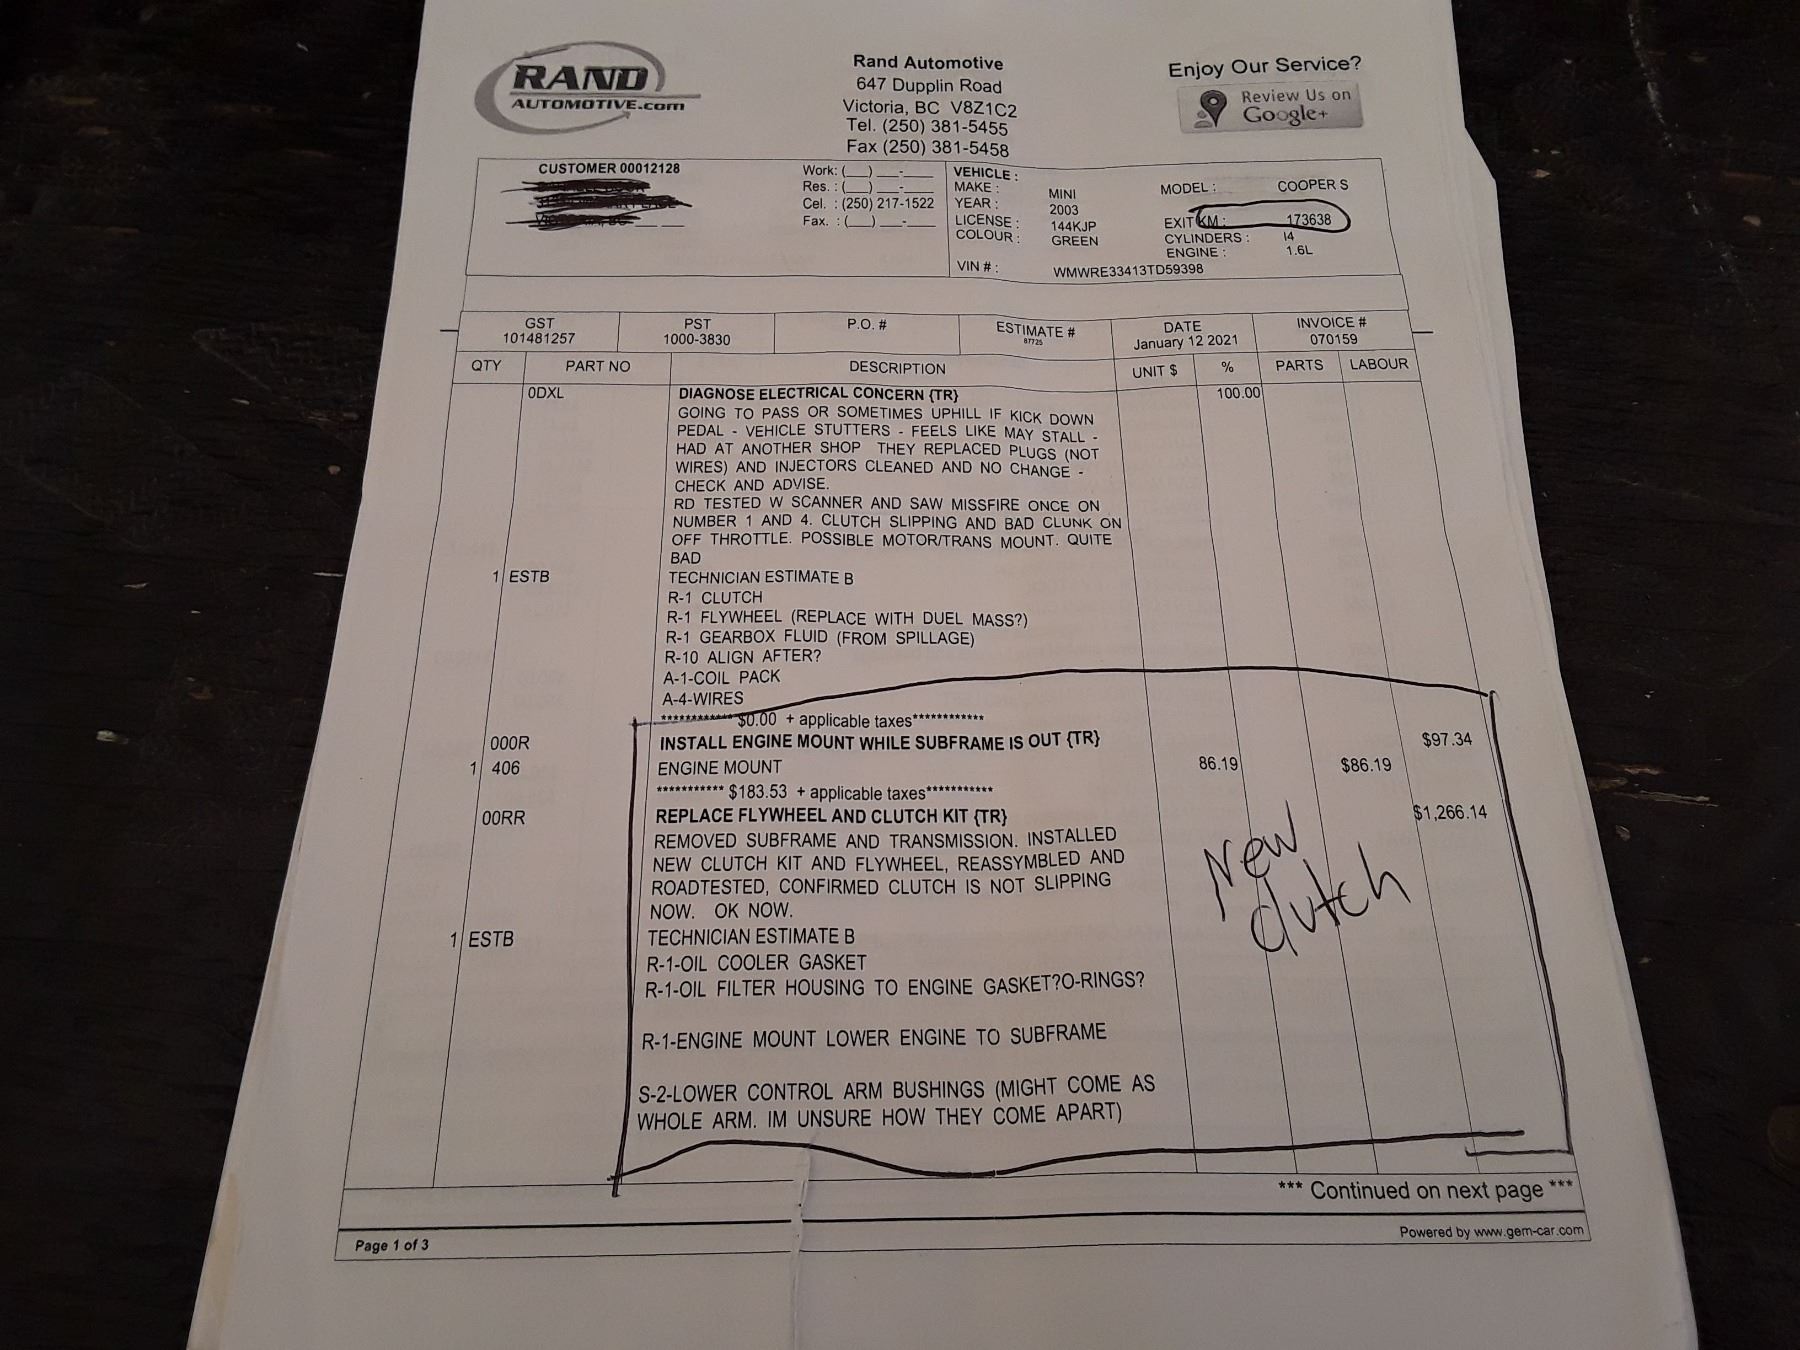 RAND
AUTOMOTIVE.com
Rand Automotive
647 Dupplin Road
Victoria, BC V8Z1C2
Tel. (250) 381-5455
Fax (250) 381-5458
Enjoy Our Service?
Review Us on
Google+
CUSTOMER 00012128
Work: (__) __-____
Res. : (__) __-____
Cel. : (250) 217-1522
Fax. : (__) __-____
VEHICLE :
MAKE : MINI
YEAR : 2003
LICENSE : 144KJP
COLOUR : GREEN
VIN # : WMWRE33413TD59398
MODEL : COOPER S
EXIT KM : 173638
CYLINDERS : I4
ENGINE : 1.6L
GST PST P.O. # ESTIMATE # DATE INVOICE #
101481257 1000-3830 87725 January 12 2021 070159
QTY PART NO DESCRIPTION UNIT $ % PARTS LABOUR
0DXL DIAGNOSE ELECTRICAL CONCERN {TR} 100.00
GOING TO PASS OR SOMETIMES UPHILL IF KICK DOWN
PEDAL - VEHICLE STUTTERS - FEELS LIKE MAY STALL -
HAD AT ANOTHER SHOP THEY REPLACED PLUGS (NOT
WIRES) AND INJECTORS CLEANED AND NO CHANGE -
CHECK AND ADVISE.
RD TESTED W SCANNER AND SAW MISSFIRE ONCE ON
NUMBER 1 AND 4. CLUTCH SLIPPING AND BAD CLUNK ON
OFF THROTTLE. POSSIBLE MOTOR/TRANS MOUNT. QUITE
BAD
1 ESTB TECHNICIAN ESTIMATE B
R-1 CLUTCH
R-1 FLYWHEEL (REPLACE WITH DUEL MASS?)
R-1 GEARBOX FLUID (FROM SPILLAGE)
R-10 ALIGN AFTER?
A-1-COIL PACK
A-4-WIRES
************ $0.00 + applicable taxes************
000R INSTALL ENGINE MOUNT WHILE SUBFRAME IS OUT {TR} $97.34
1 406 ENGINE MOUNT 86.19 $86.19
*********** $183.53 + applicable taxes***********
00RR REPLACE FLYWHEEL AND CLUTCH KIT {TR} $1,266.14
REMOVED SUBFRAME AND TRANSMISSION. INSTALLED
NEW CLUTCH KIT AND FLYWHEEL, REASSYMBLED AND
ROADTESTED, CONFIRMED CLUTCH IS NOT SLIPPING
NOW. OK NOW.
New
clutch
1 ESTB TECHNICIAN ESTIMATE B
R-1-OIL COOLER GASKET
R-1-OIL FILTER HOUSING TO ENGINE GASKET?O-RINGS?
R-1-ENGINE MOUNT LOWER ENGINE TO SUBFRAME
S-2-LOWER CONTROL ARM BUSHINGS (MIGHT COME AS
WHOLE ARM. IM UNSURE HOW THEY COME APART)
*** Continued on next page ***
Page 1 of 3
Powered by www.gem-car.com